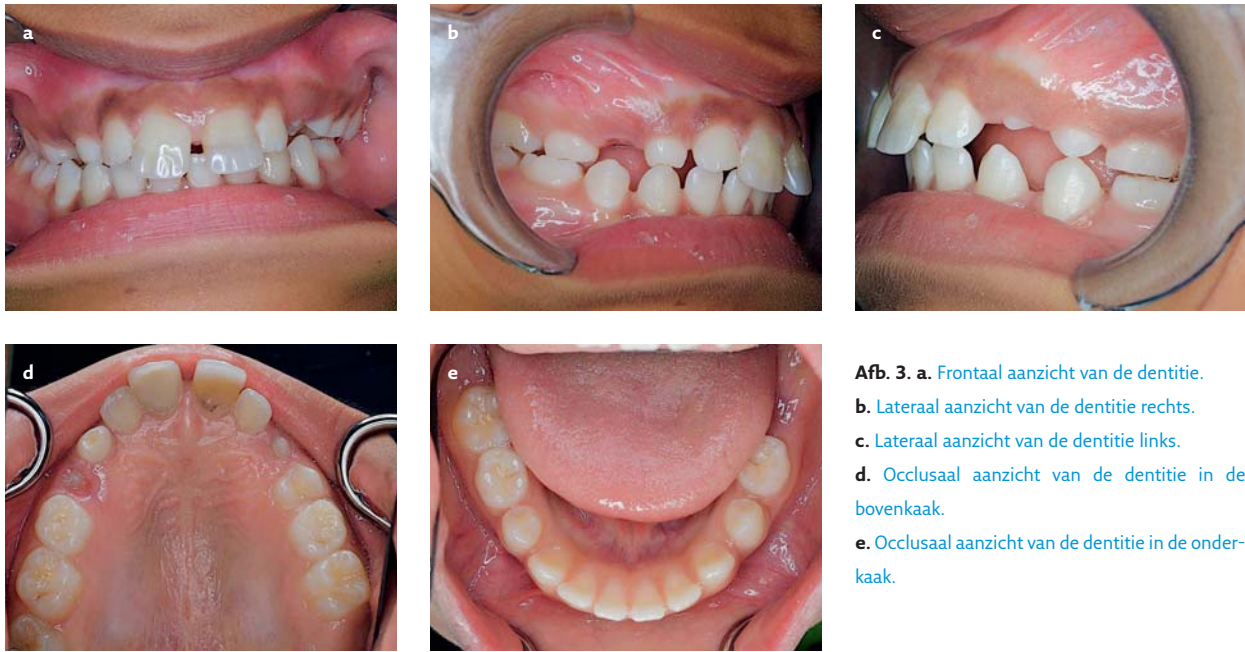 a
b
c
d
e
Afb. 3. a. Frontaal aanzicht van de dentitie.
b. Lateraal aanzicht van de dentitie rechts.
c. Lateraal aanzicht van de dentitie links.
d. Occlusaal aanzicht van de dentitie in de
bovenkaak.
e. Occlusaal aanzicht van de dentitie in de onder-
kaak.